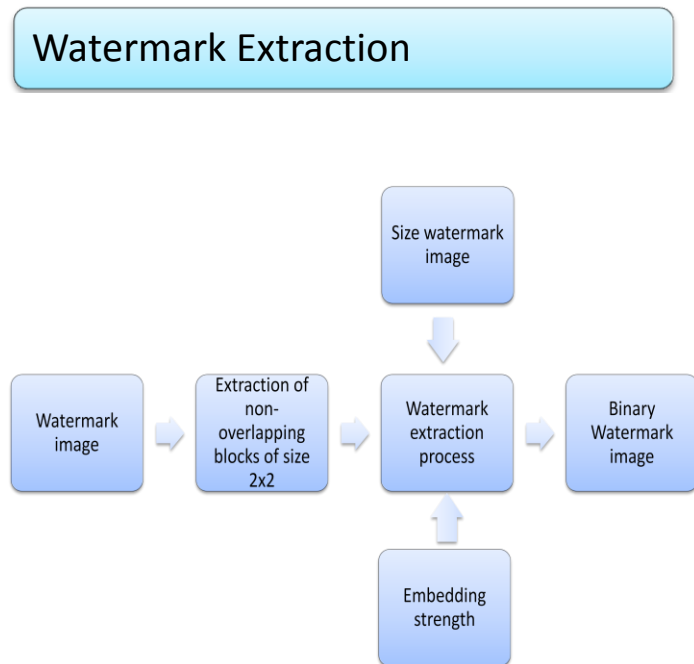 Watermark Extraction
Size watermark
image
Watermark
image
Extraction of
non-
overlapping
blocks of size
2x2
Watermark
extraction
process
Binary
Watermark
image
Embedding
strength